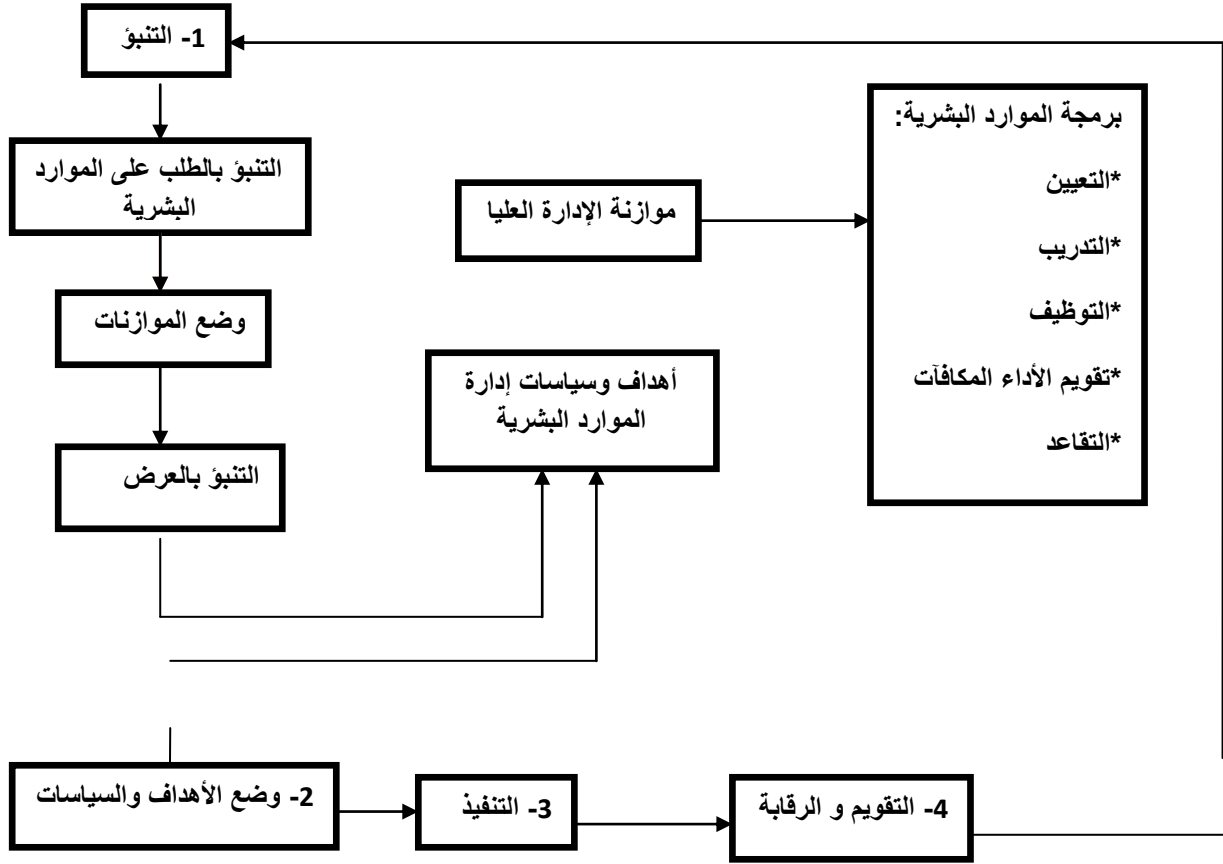 1- التنبؤ
التنبؤ بالطلب على الموارد
البشرية
وضع الموازنات
التنبؤ بالعرض
موازنة الإدارة العليا
أهداف وسياسات إدارة
الموارد البشرية
برمجة الموارد البشرية:
*التعيين
*التدريب
*التوظيف
*تقويم الأداء المكافآت
*التقاعد
2- وضع الأهداف والسياسات
3- التنفيذ
4- التقويم و الرقابة